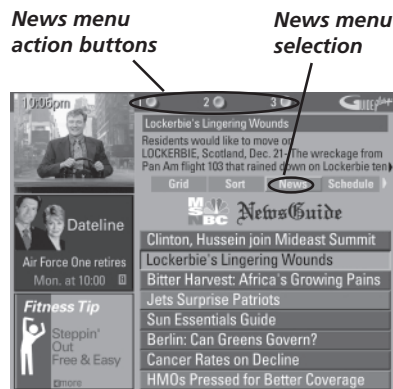 News menu
action buttons
News menu
selection
10:06pm
1
2
3
GUIDE Plus+
Lockerbie's Lingering Wounds
Residents would like to move on
LOCKERBIE, Scotland, Dec. 21- The wreckage from
Pan Am flight 103 that rained down on Lockerbie ten
Grid
Sort
News
Schedule
MSNBC
NewsGuide
Dateline
Air Force One retires
Mon. at 10:00
Clinton, Hussein join Mideast Summit
Lockerbie's Lingering Wounds
Bitter Harvest: Africa's Growing Pains
Jets Surprise Patriots
Sun Essentials Guide
Berlin: Can Greens Govern?
Cancer Rates on Decline
HMOs Pressed for Better Coverage
Fitness Tip
Steppin'
Out
Free & Easy
more